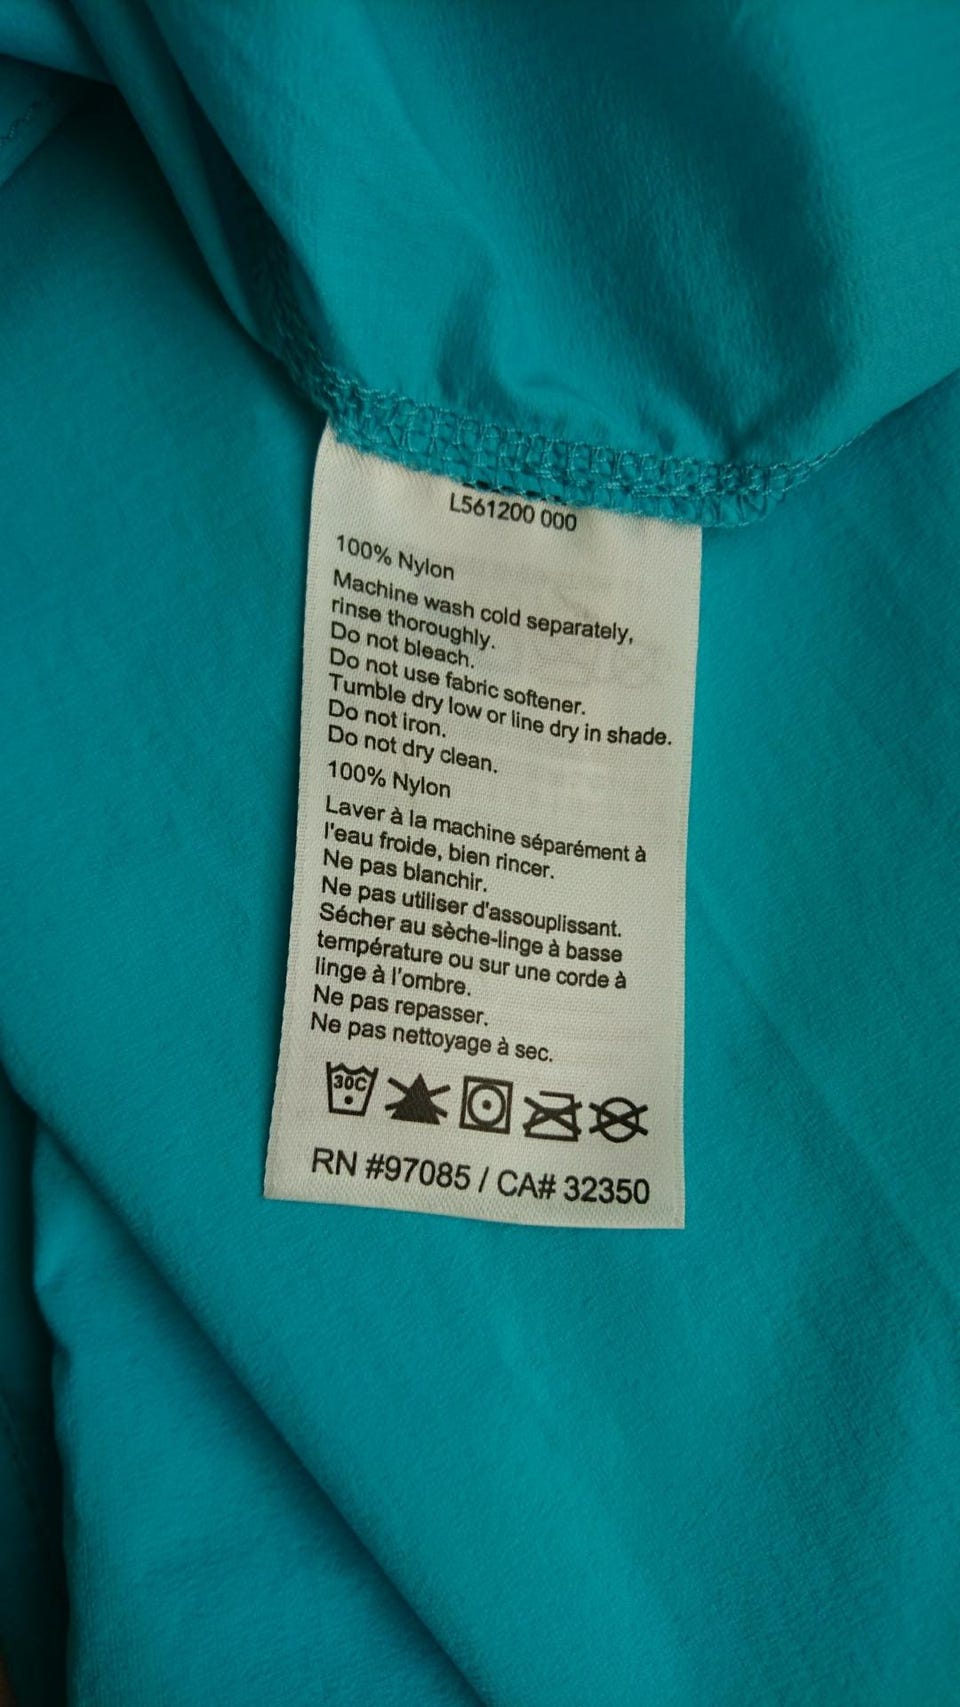 L561200 000
100% Nylon
Machine wash cold separately,
rinse thoroughly.
Do not bleach.
Do not use fabric softener.
Tumble dry low or line dry in shade.
Do not iron.
Do not dry clean.
100% Nylon
Laver à la machine séparément à
l'eau froide, bien rincer.
Ne pas blanchir.
Ne pas utiliser d'assouplissant.
Sécher au sèche-linge à basse
température ou sur une corde à
linge à l'ombre.
Ne pas repasser.
Ne pas nettoyage à sec.
30C
RN #97085 / CA# 32350